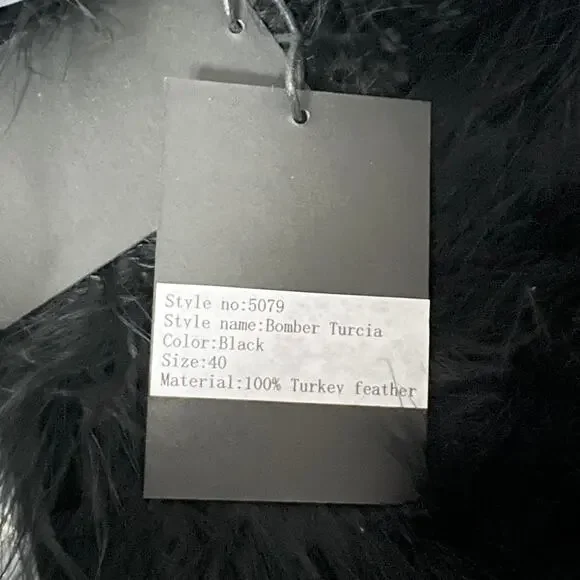 Style no:5079
Style name:Bomber Turcia
Color:Black
Size:40
Material:100% Turkey feather